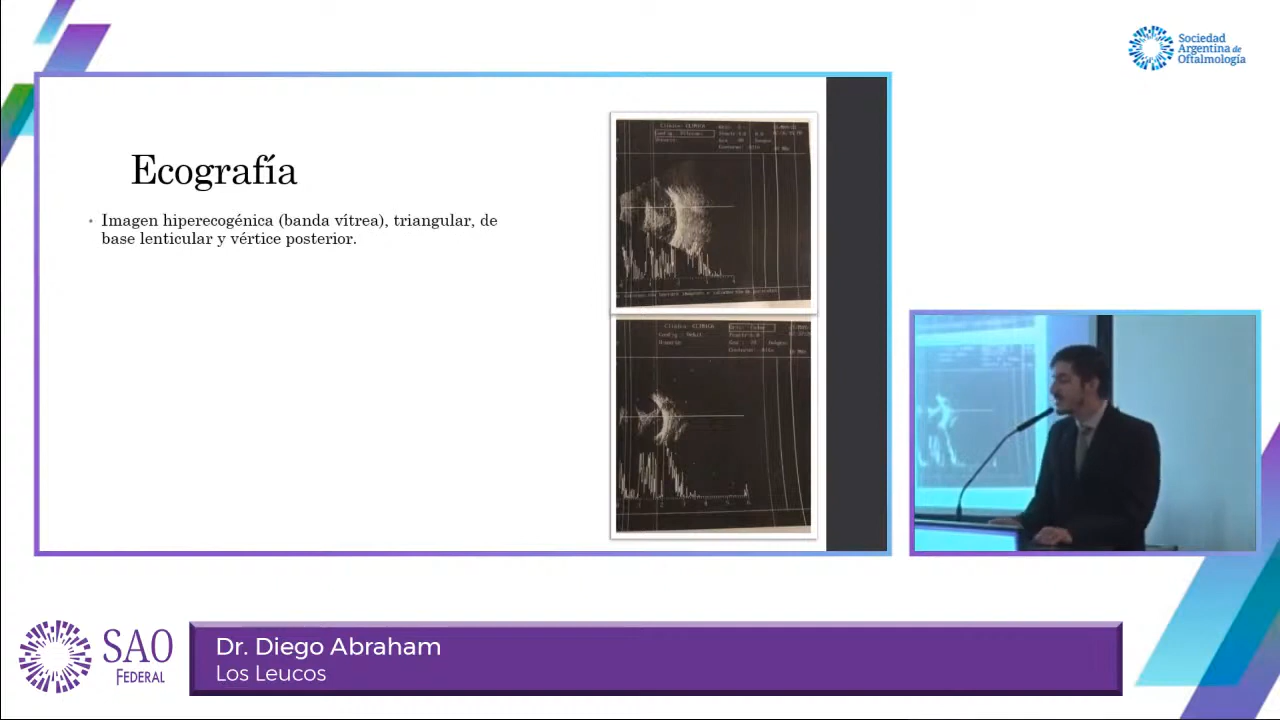 Sociedad
Argentina de
Oftalmología
Ecografía
• Imagen hiperecogénica (banda vítrea), triangular, de
base lenticular y vértice posterior.
SAO
FEDERAL
Dr. Diego Abraham
Los Leucos